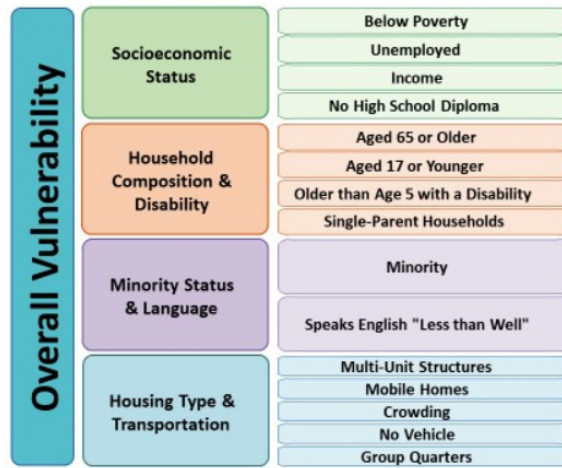 Overall Vulnerability
Socioeconomic
Status
Below Poverty
Unemployed
Income
No High School Diploma
Household
Composition &
Disability
Aged 65 or Older
Aged 17 or Younger
Older than Age 5 with a Disability
Single-Parent Households
Minority Status
& Language
Minority
Speaks English "Less than Well"
Housing Type &
Transportation
Multi-Unit Structures
Mobile Homes
Crowding
No Vehicle
Group Quarters